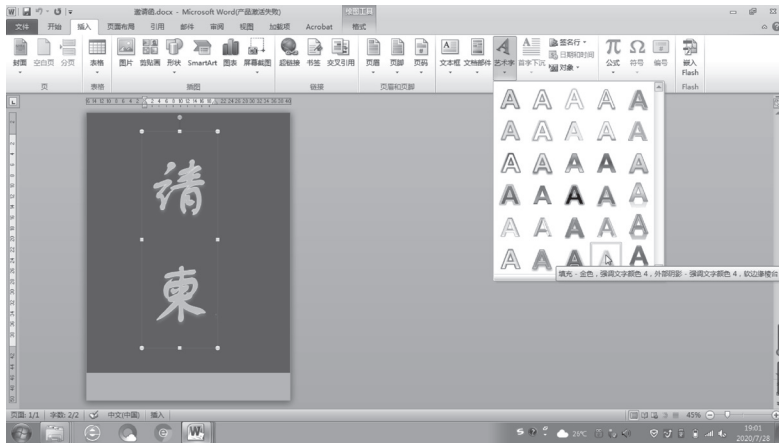 邀请函.docx - Microsoft Word(产品激活失败)
绘图工具
文件 开始 插入 页面布局 引用 邮件 审阅 视图 加载项 Acrobat 格式
封面 空白页 分页 表格 图片 剪贴画 形状 SmartArt 图表 屏幕截图 超链接 书签 交叉引用 页眉 页脚 页码 文本框 文档部件 艺术字 首字下沉 签名行 日期和时间 对象 公式 符号 编号 嵌入 Flash
页 表格 插图 链接 页眉和页脚 Flash
請
柬
填充 - 金色，强调文字颜色 4，外部阴影 - 强调文字颜色 4，软边缘棱台
页面: 1/1 字数: 2/2 中文(中国) 插入 45%
28℃ 19:01
2020/7/28